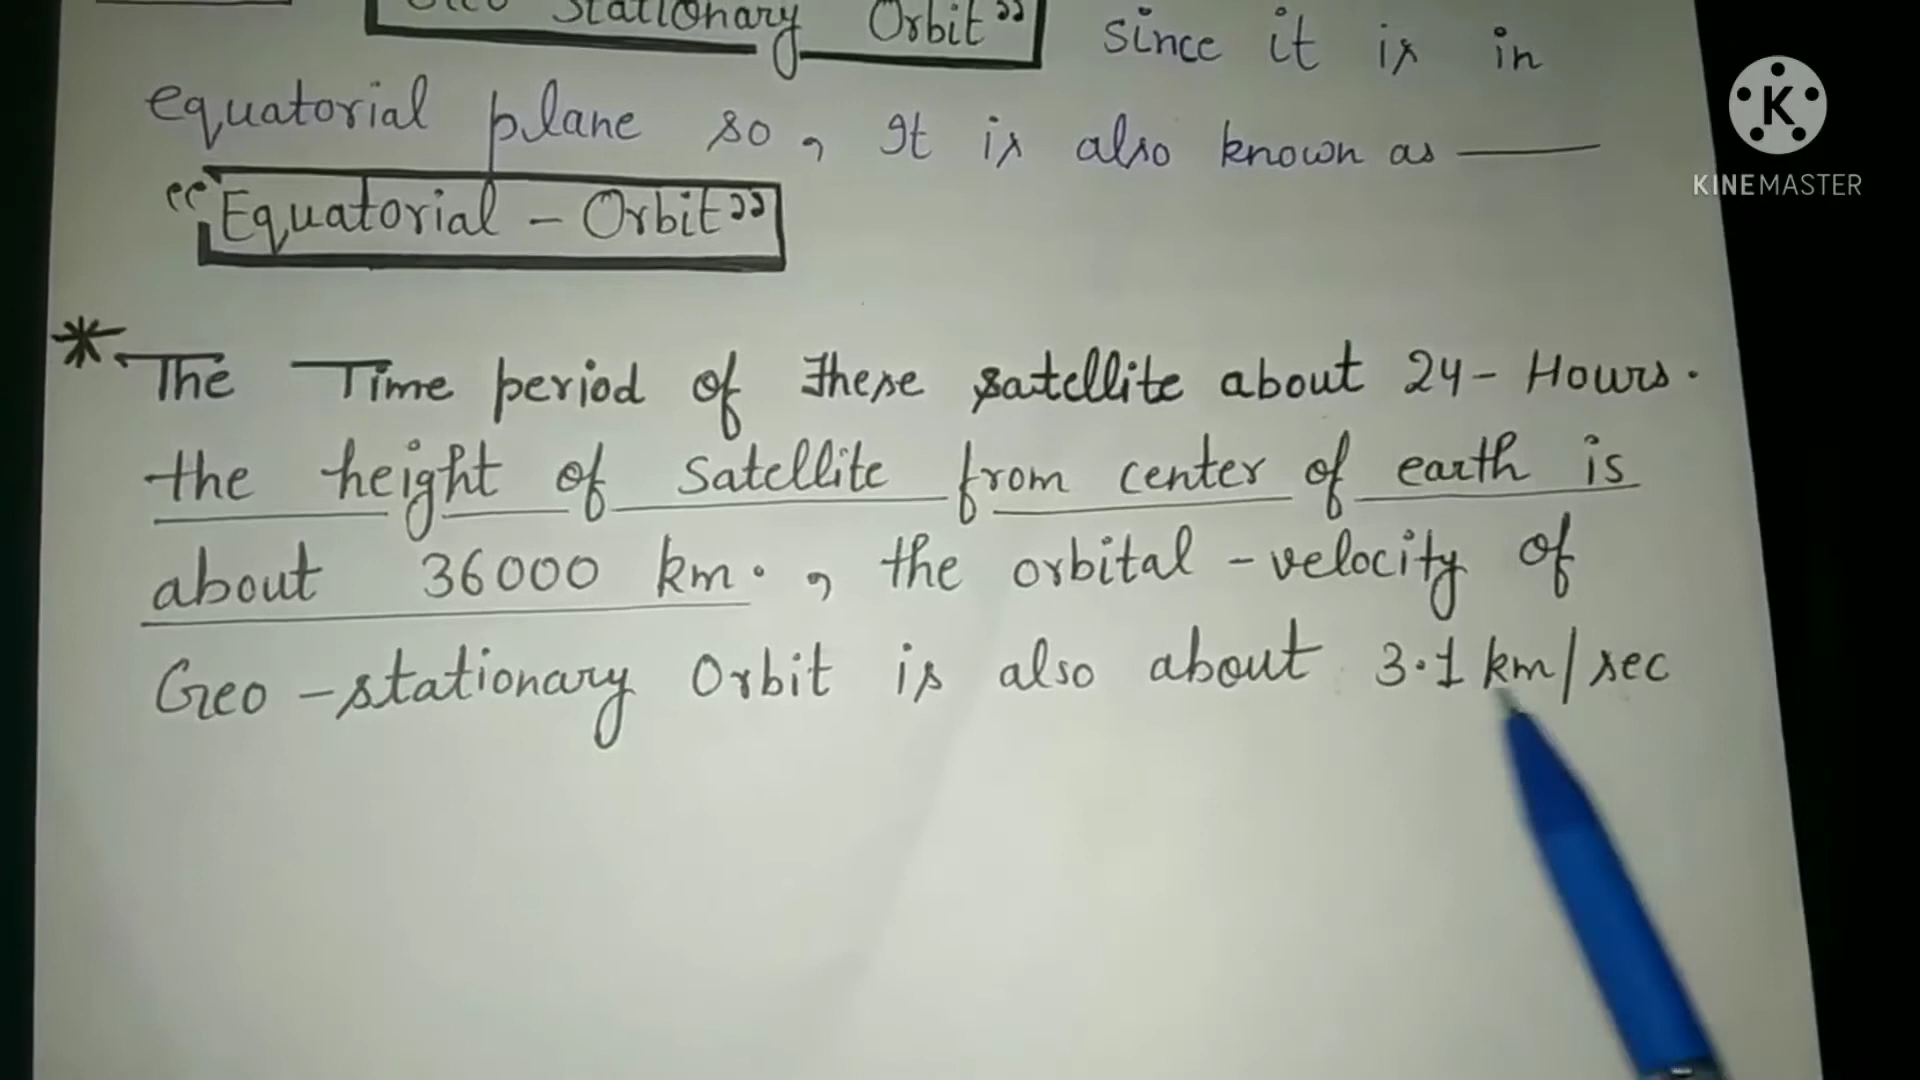 Stationary Orbit” since it is in
equatorial plane so, It is also known as ——
“Equatorial - Orbit”
* The Time period of these satellite about 24- Hours.
the height of satellite from center of earth is
about 36000 km. , the orbital - velocity of
Geo - stationary Orbit is also about 3.1 km/sec
K
KINEMASTER